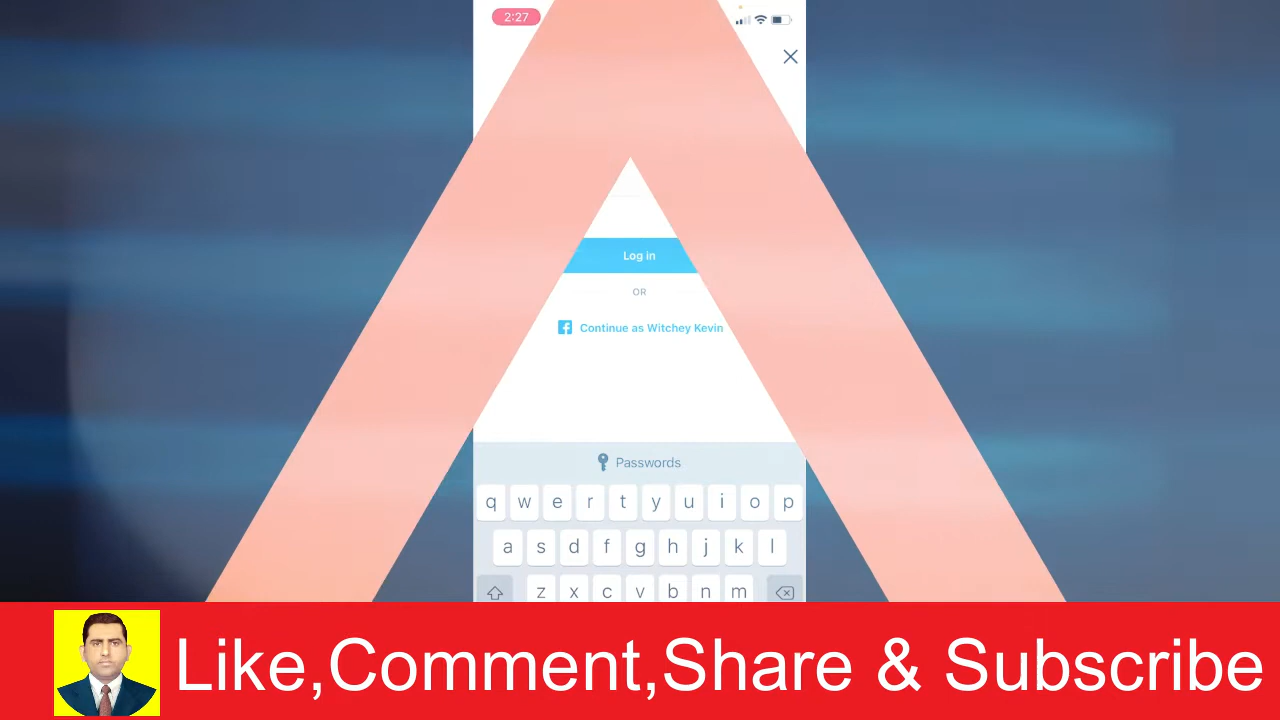 2:27
Log in
OR
Continue as Witchey Kevin
Passwords
q w e r t y u i o p
a s d f g h j k l
z x c v b n m
Like,Comment,Share & Subscribe